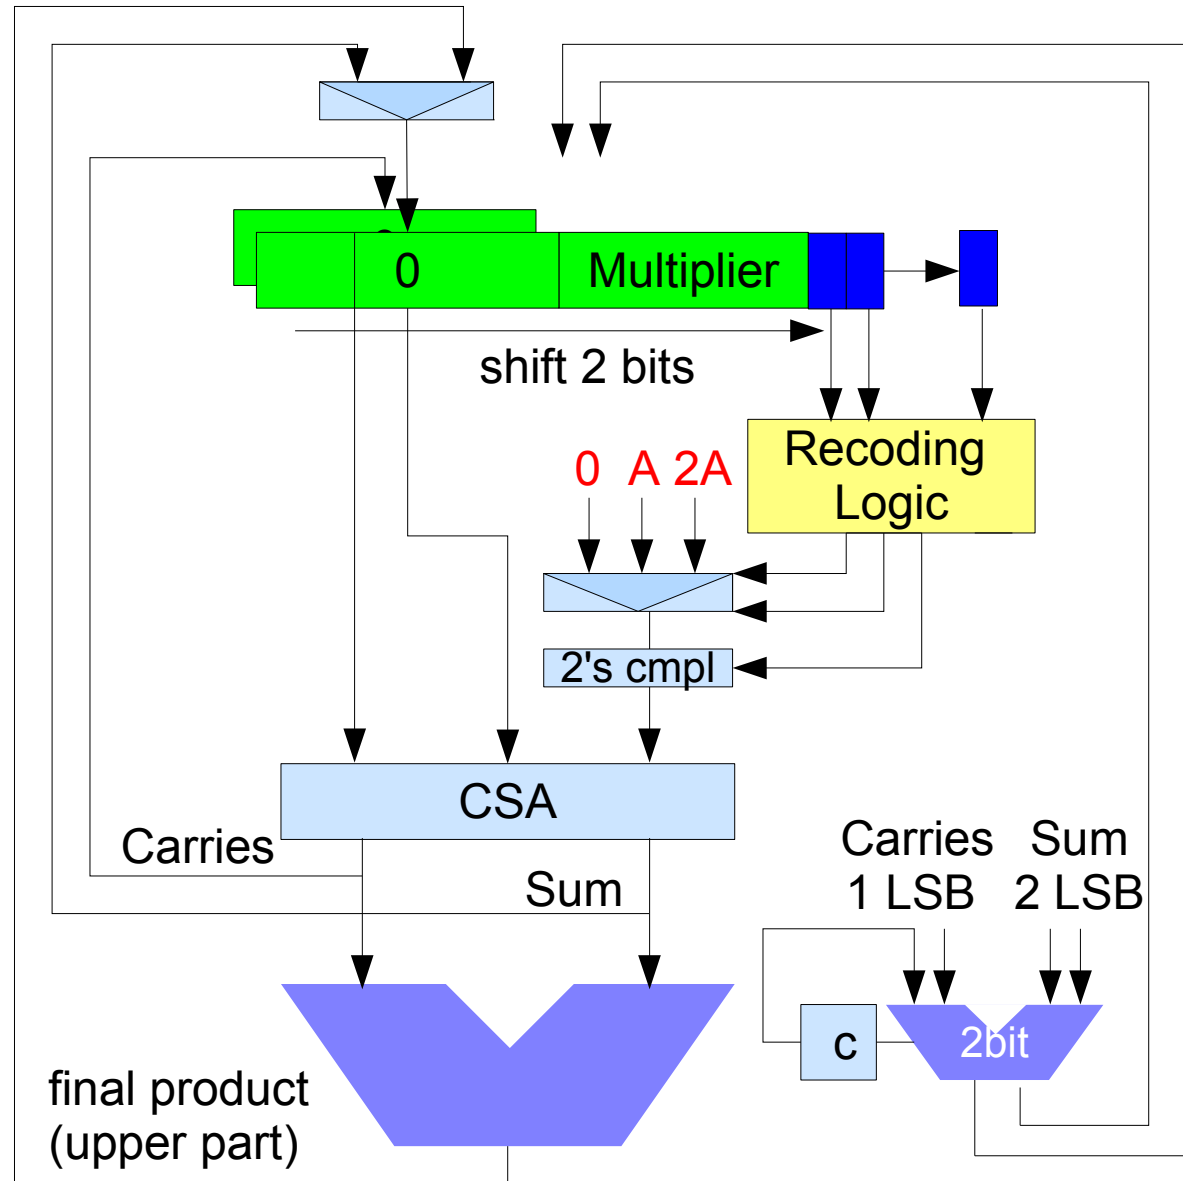 0 Multiplier
shift 2 bits
Recoding
Logic
0 A 2A
2's cmpl
CSA
Carries
Sum
Carries
1 LSB
Sum
2 LSB
c
2bit
final product
(upper part)